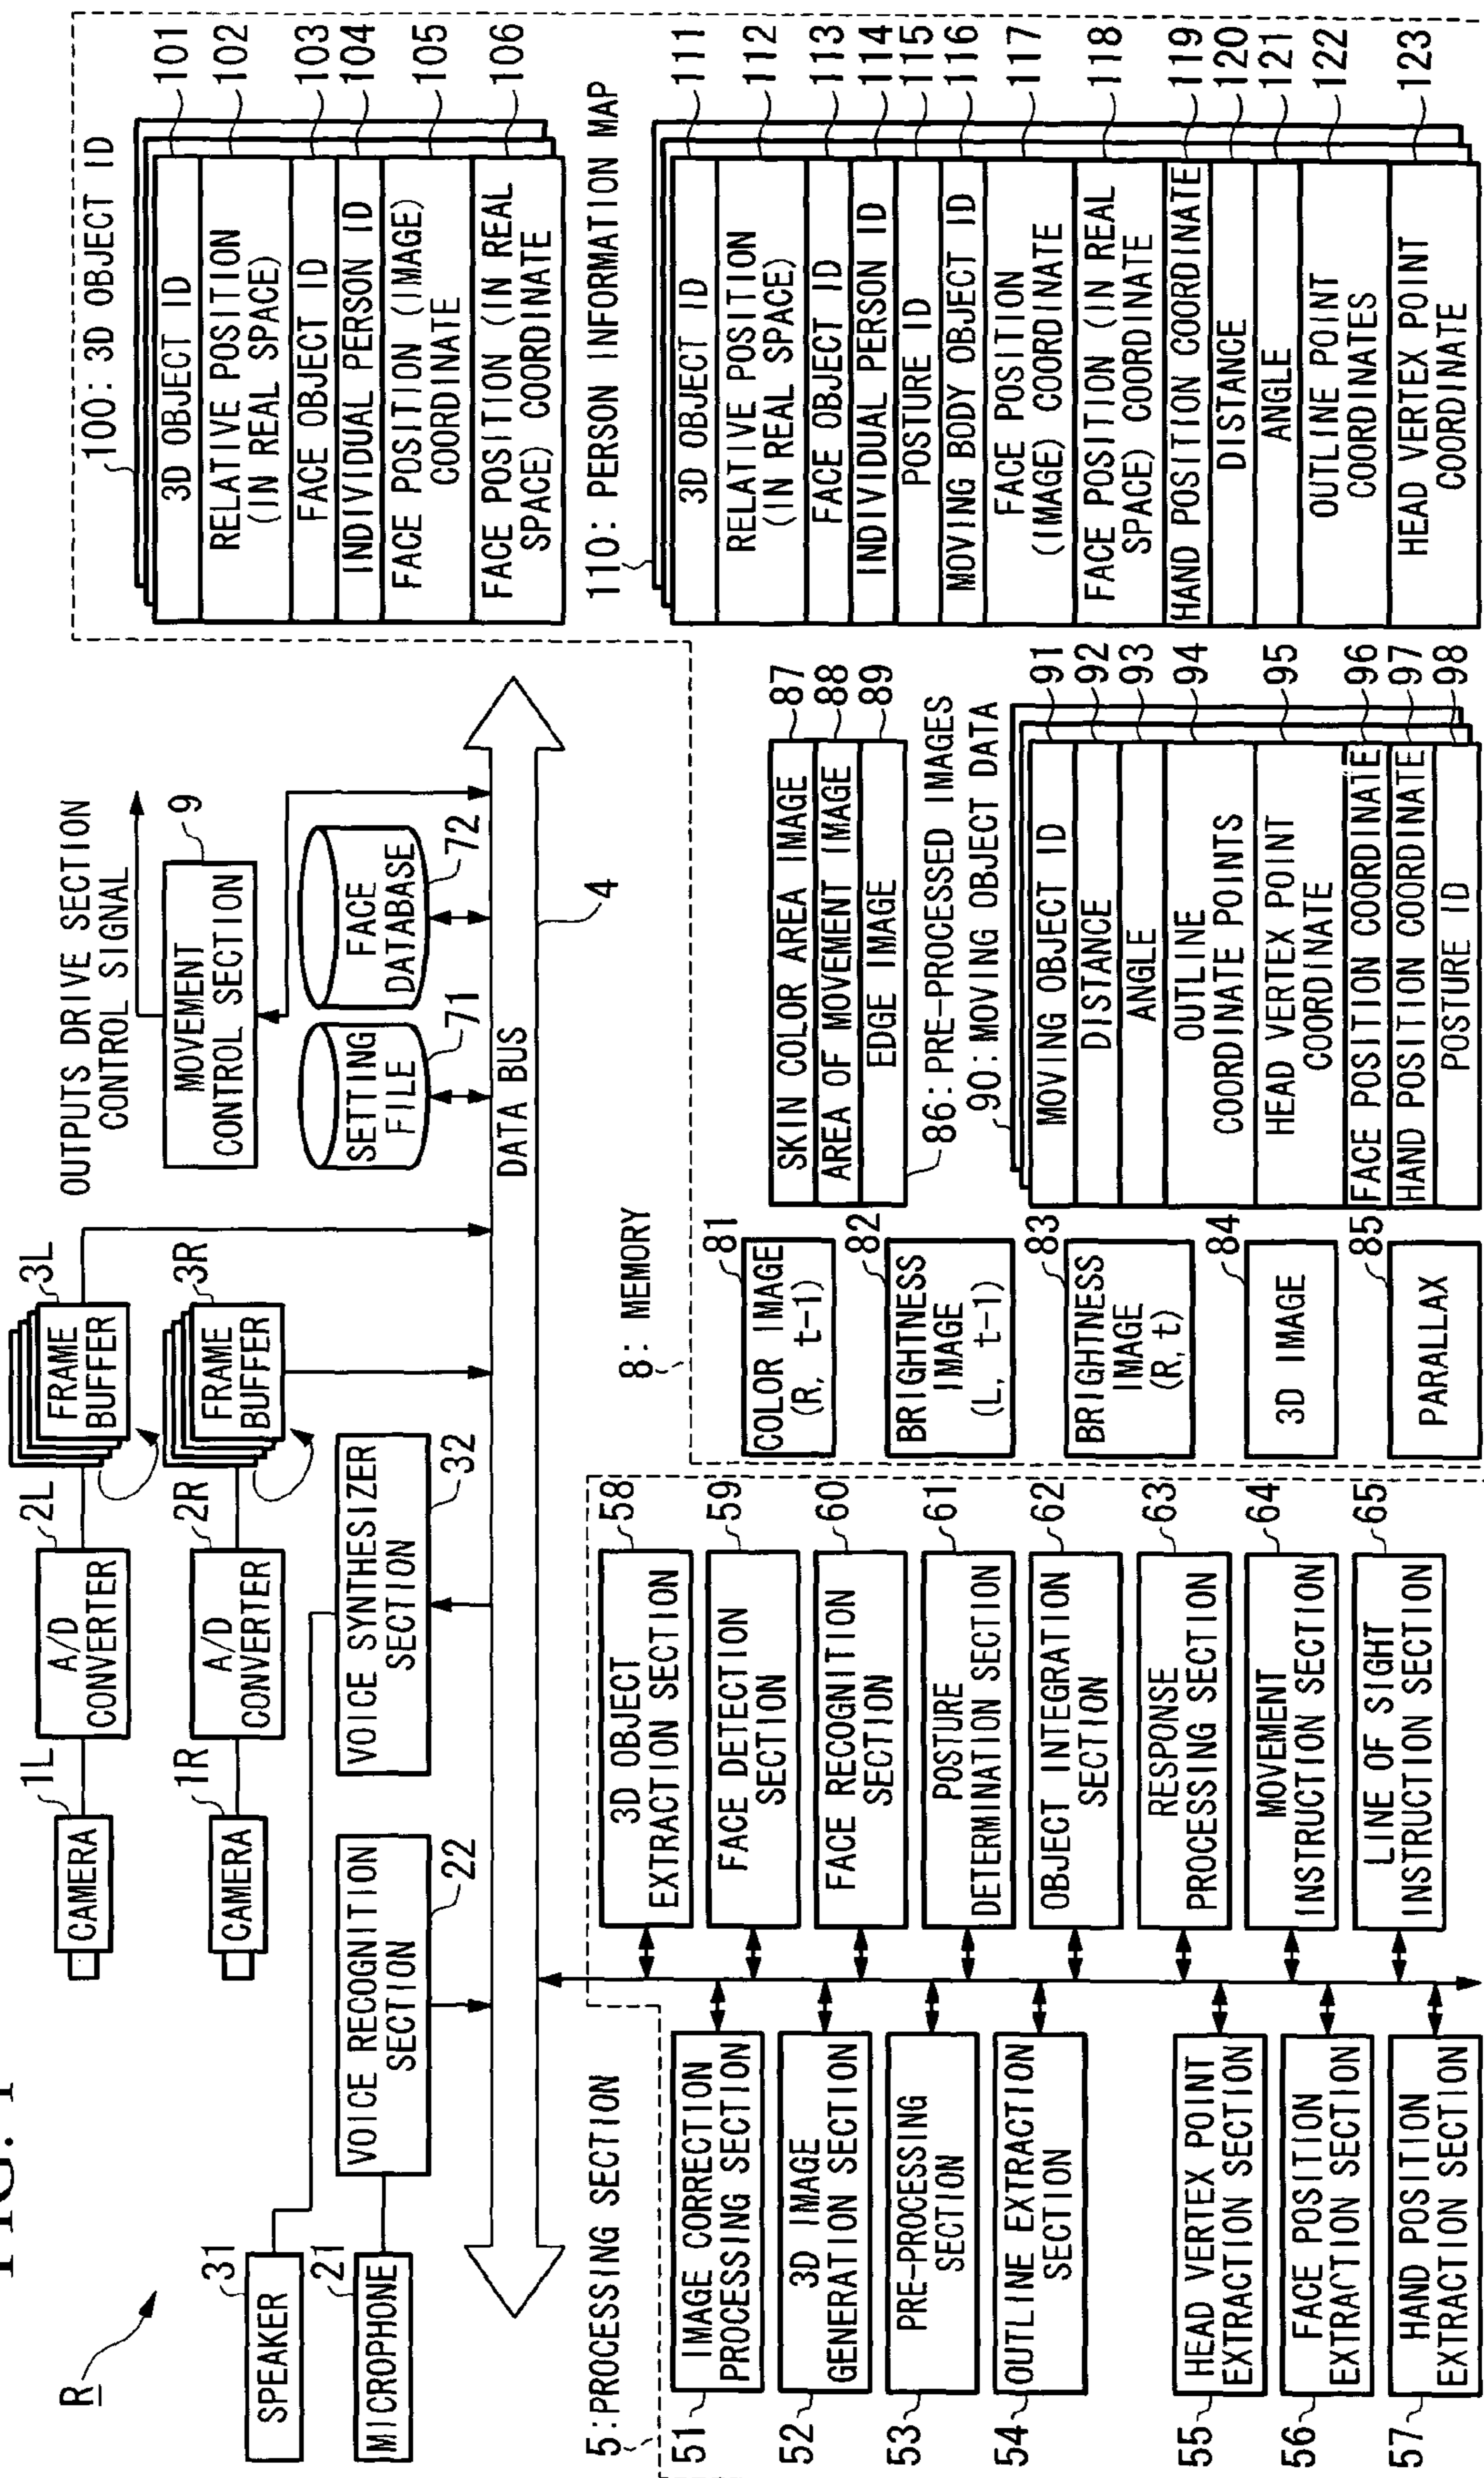 FIG. 1
R
31
SPEAKER
21
MICROPHONE
1L
CAMERA
2L
A/D
CONVERTER
3L
FRAME
BUFFER
1R
CAMERA
2R
A/D
CONVERTER
3R
FRAME
BUFFER
VOICE RECOGNITION
SECTION
22
VOICE SYNTHESIZER
SECTION
32
OUTPUTS DRIVE SECTION
CONTROL SIGNAL
MOVEMENT
CONTROL SECTION
9
SETTING
FILE
71
FACE
DATABASE
72
DATA BUS
4
5:PROCESSING SECTION
51
IMAGE CORRECTION
PROCESSING SECTION
52
3D IMAGE
GENERATION SECTION
53
PRE-PROCESSING
SECTION
54
OUTLINE EXTRACTION
SECTION
55
HEAD VERTEX POINT
EXTRACTION SECTION
56
FACE POSITION
EXTRACTION SECTION
57
HAND POSITION
EXTRACTION SECTION
3D OBJECT
EXTRACTION SECTION
58
FACE DETECTION
SECTION
59
FACE RECOGNITION
SECTION
60
POSTURE
DETERMINATION SECTION
61
OBJECT INTEGRATION
SECTION
62
RESPONSE
PROCESSING SECTION
63
MOVEMENT
INSTRUCTION SECTION
64
LINE OF SIGHT
INSTRUCTION SECTION
65
8: MEMORY
COLOR IMAGE
(R, t-1)
81
BRIGHTNESS
IMAGE
(L, t-1)
82
BRIGHTNESS
IMAGE
(R, t)
83
3D IMAGE
84
PARALLAX
85
SKIN COLOR AREA IMAGE
87
AREA OF MOVEMENT IMAGE
88
EDGE IMAGE
89
86:PRE-PROCESSED IMAGES
90:MOVING OBJECT DATA
MOVING OBJECT ID
91
DISTANCE
92
ANGLE
93
OUTLINE
COORDINATE POINTS
94
HEAD VERTEX POINT
COORDINATE
95
FACE POSITION COORDINATE
96
HAND POSITION COORDINATE
97
POSTURE ID
98
100: 3D OBJECT ID
3D OBJECT ID
101
RELATIVE POSITION
(IN REAL SPACE)
102
FACE OBJECT ID
103
INDIVIDUAL PERSON ID
104
FACE POSITION (IMAGE)
COORDINATE
105
FACE POSITION (IN REAL
SPACE) COORDINATE
106
110: PERSON INFORMATION MAP
3D OBJECT ID
111
RELATIVE POSITION
(IN REAL SPACE)
112
FACE OBJECT ID
113
INDIVIDUAL PERSON ID
114
POSTURE ID
115
MOVING BODY OBJECT ID
116
FACE POSITION
(IMAGE) COORDINATE
117
FACE POSITION (IN REAL
SPACE) COORDINATE
118
HAND POSITION COORDINATE
119
DISTANCE
120
ANGLE
121
OUTLINE POINT
COORDINATES
122
HEAD VERTEX POINT
COORDINATE
123